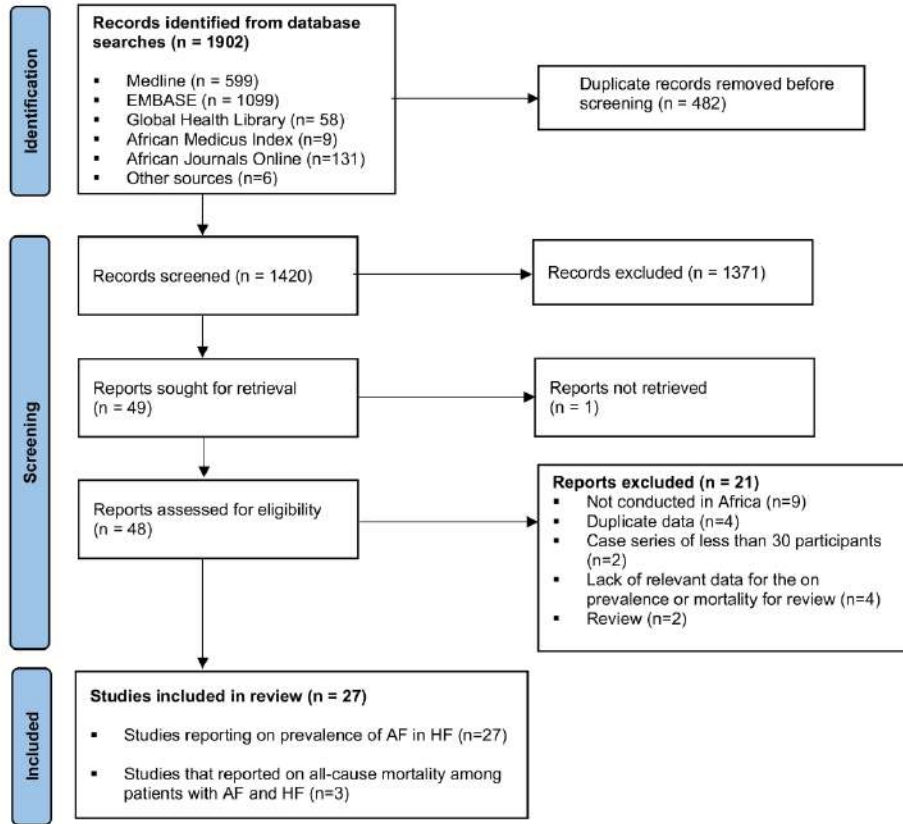 Identification
Records identified from database
searches (n = 1902)
▪ Medline (n = 599)
▪ EMBASE (n = 1099)
▪ Global Health Library (n= 58)
▪ African Medicus Index (n=9)
▪ African Journals Online (n=131)
▪ Other sources (n=6)
Duplicate records removed before
screening (n = 482)
Screening
Records screened (n = 1420)
Records excluded (n = 1371)
Reports sought for retrieval
(n = 49)
Reports not retrieved
(n = 1)
Reports assessed for eligibility
(n = 48)
Reports excluded (n = 21)
▪ Not conducted in Africa (n=9)
▪ Duplicate data (n=4)
▪ Case series of less than 30 participants
(n=2)
▪ Lack of relevant data for the on
prevalence or mortality for review (n=4)
▪ Review (n=2)
Included
Studies included in review (n = 27)
▪ Studies reporting on prevalence of AF in HF (n=27)
▪ Studies that reported on all-cause mortality among
patients with AF and HF (n=3)